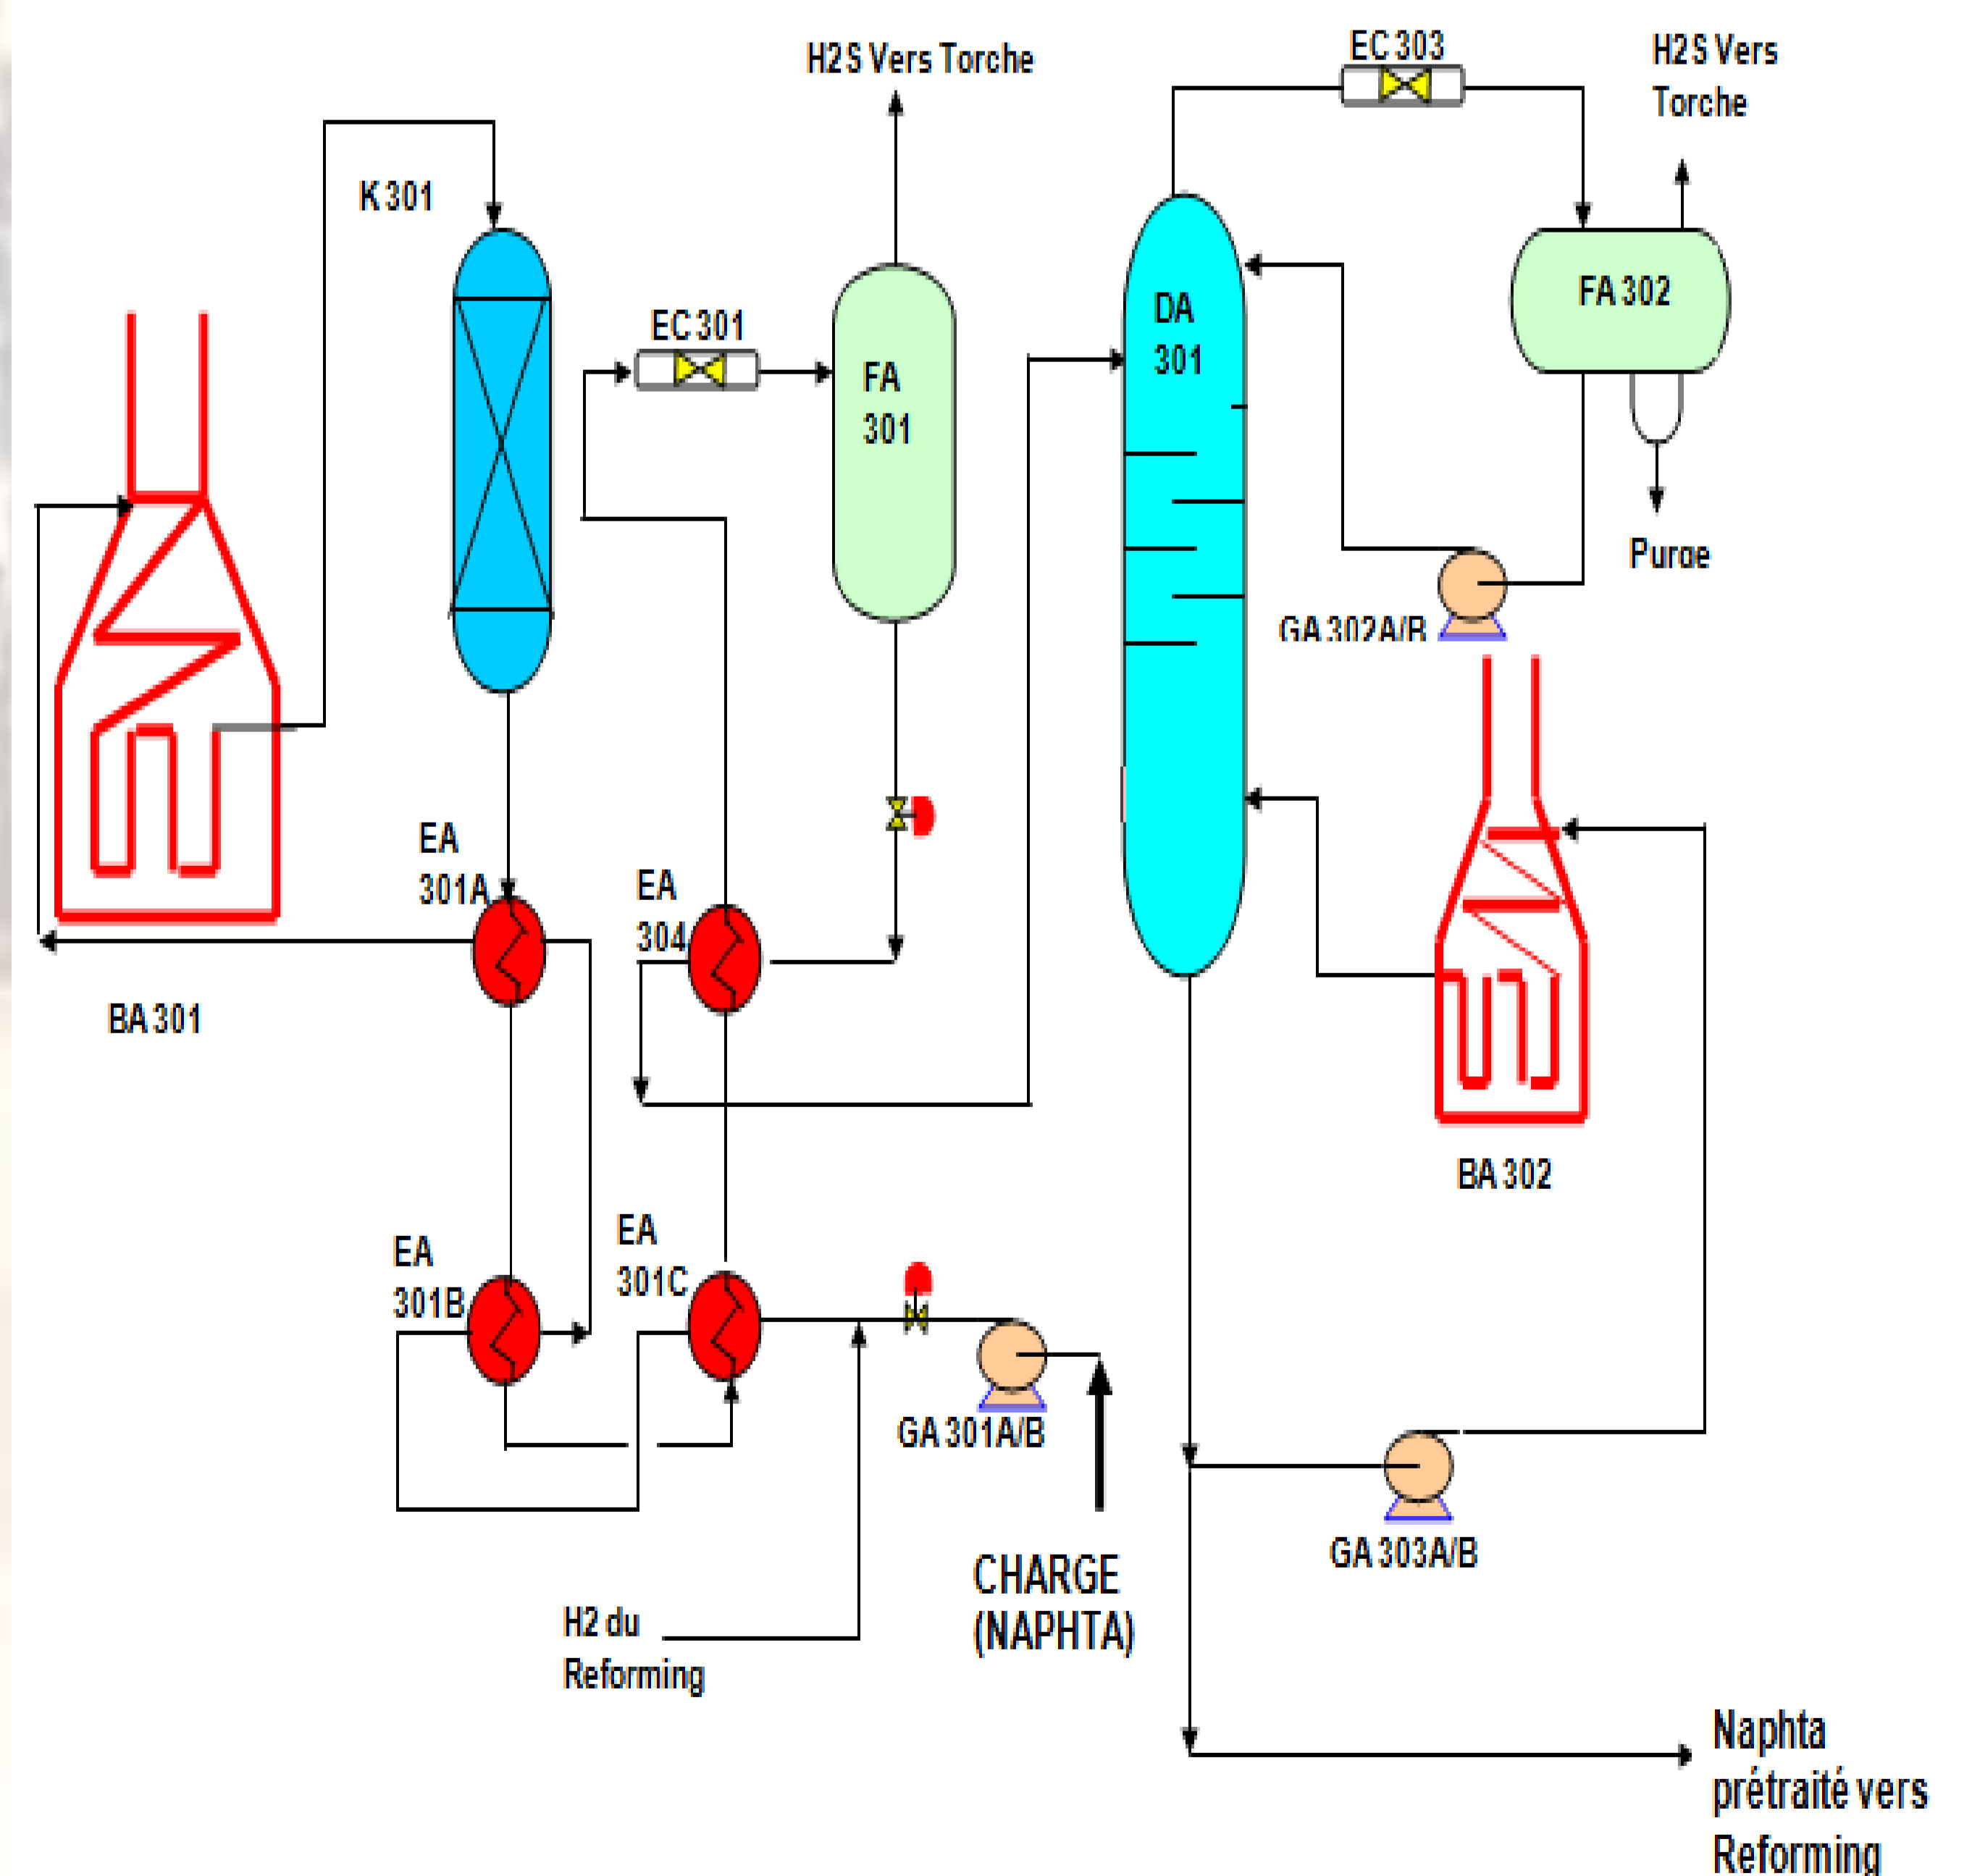 EC 303
H2S Vers
Torche
H2S Vers Torche
K 301
FA 302
DA
301
EC 301
FA
301
Purge
GA 302A/B
EA
301A
EA
304
BA 301
BA 302
EA
301B
EA
301C
GA 301A/B
GA 303A/B
CHARGE
(NAPHTA)
H2 du
Reforming
Naphta
prétraité vers
Reforming